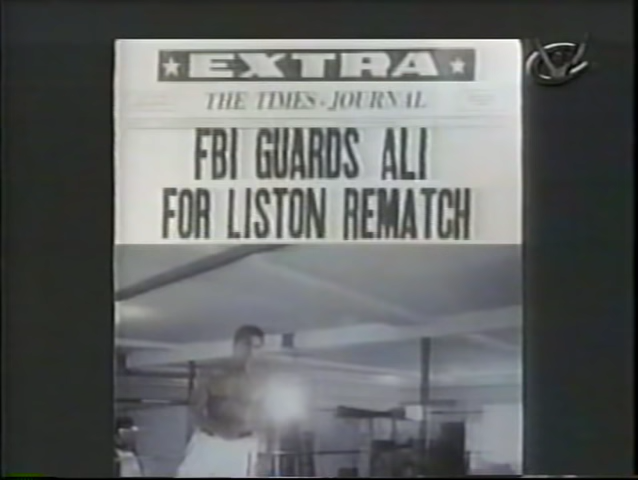 EXTRA
THE TIMES-JOURNAL
FBI GUARDS ALI
FOR LISTON REMATCH